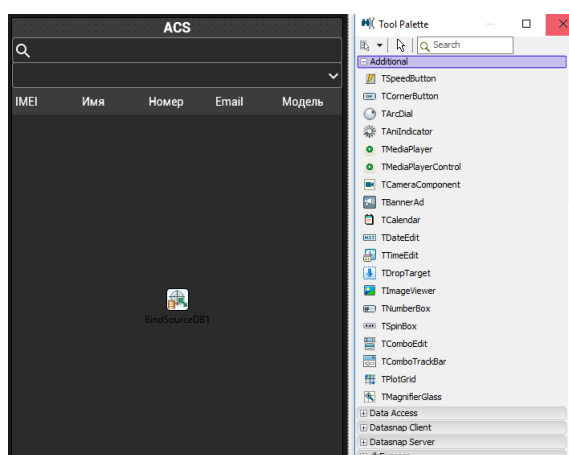 ACS
IMEI Имя Номер Email Модель
BindSourceDB1
Tool Palette
Search
Additional
TSpeedButton
TCornerButton
TArcDial
TAniIndicator
TMediaPlayer
TMediaPlayerControl
TCameraComponent
TBannerAd
TCalendar
TDateEdit
TTimeEdit
TDropTarget
TImageViewer
TNumberBox
TSpinBox
TComboEdit
TComboTrackBar
TPlotGrid
TMagnifierGlass
Data Access
Datasnap Client
Datasnap Server